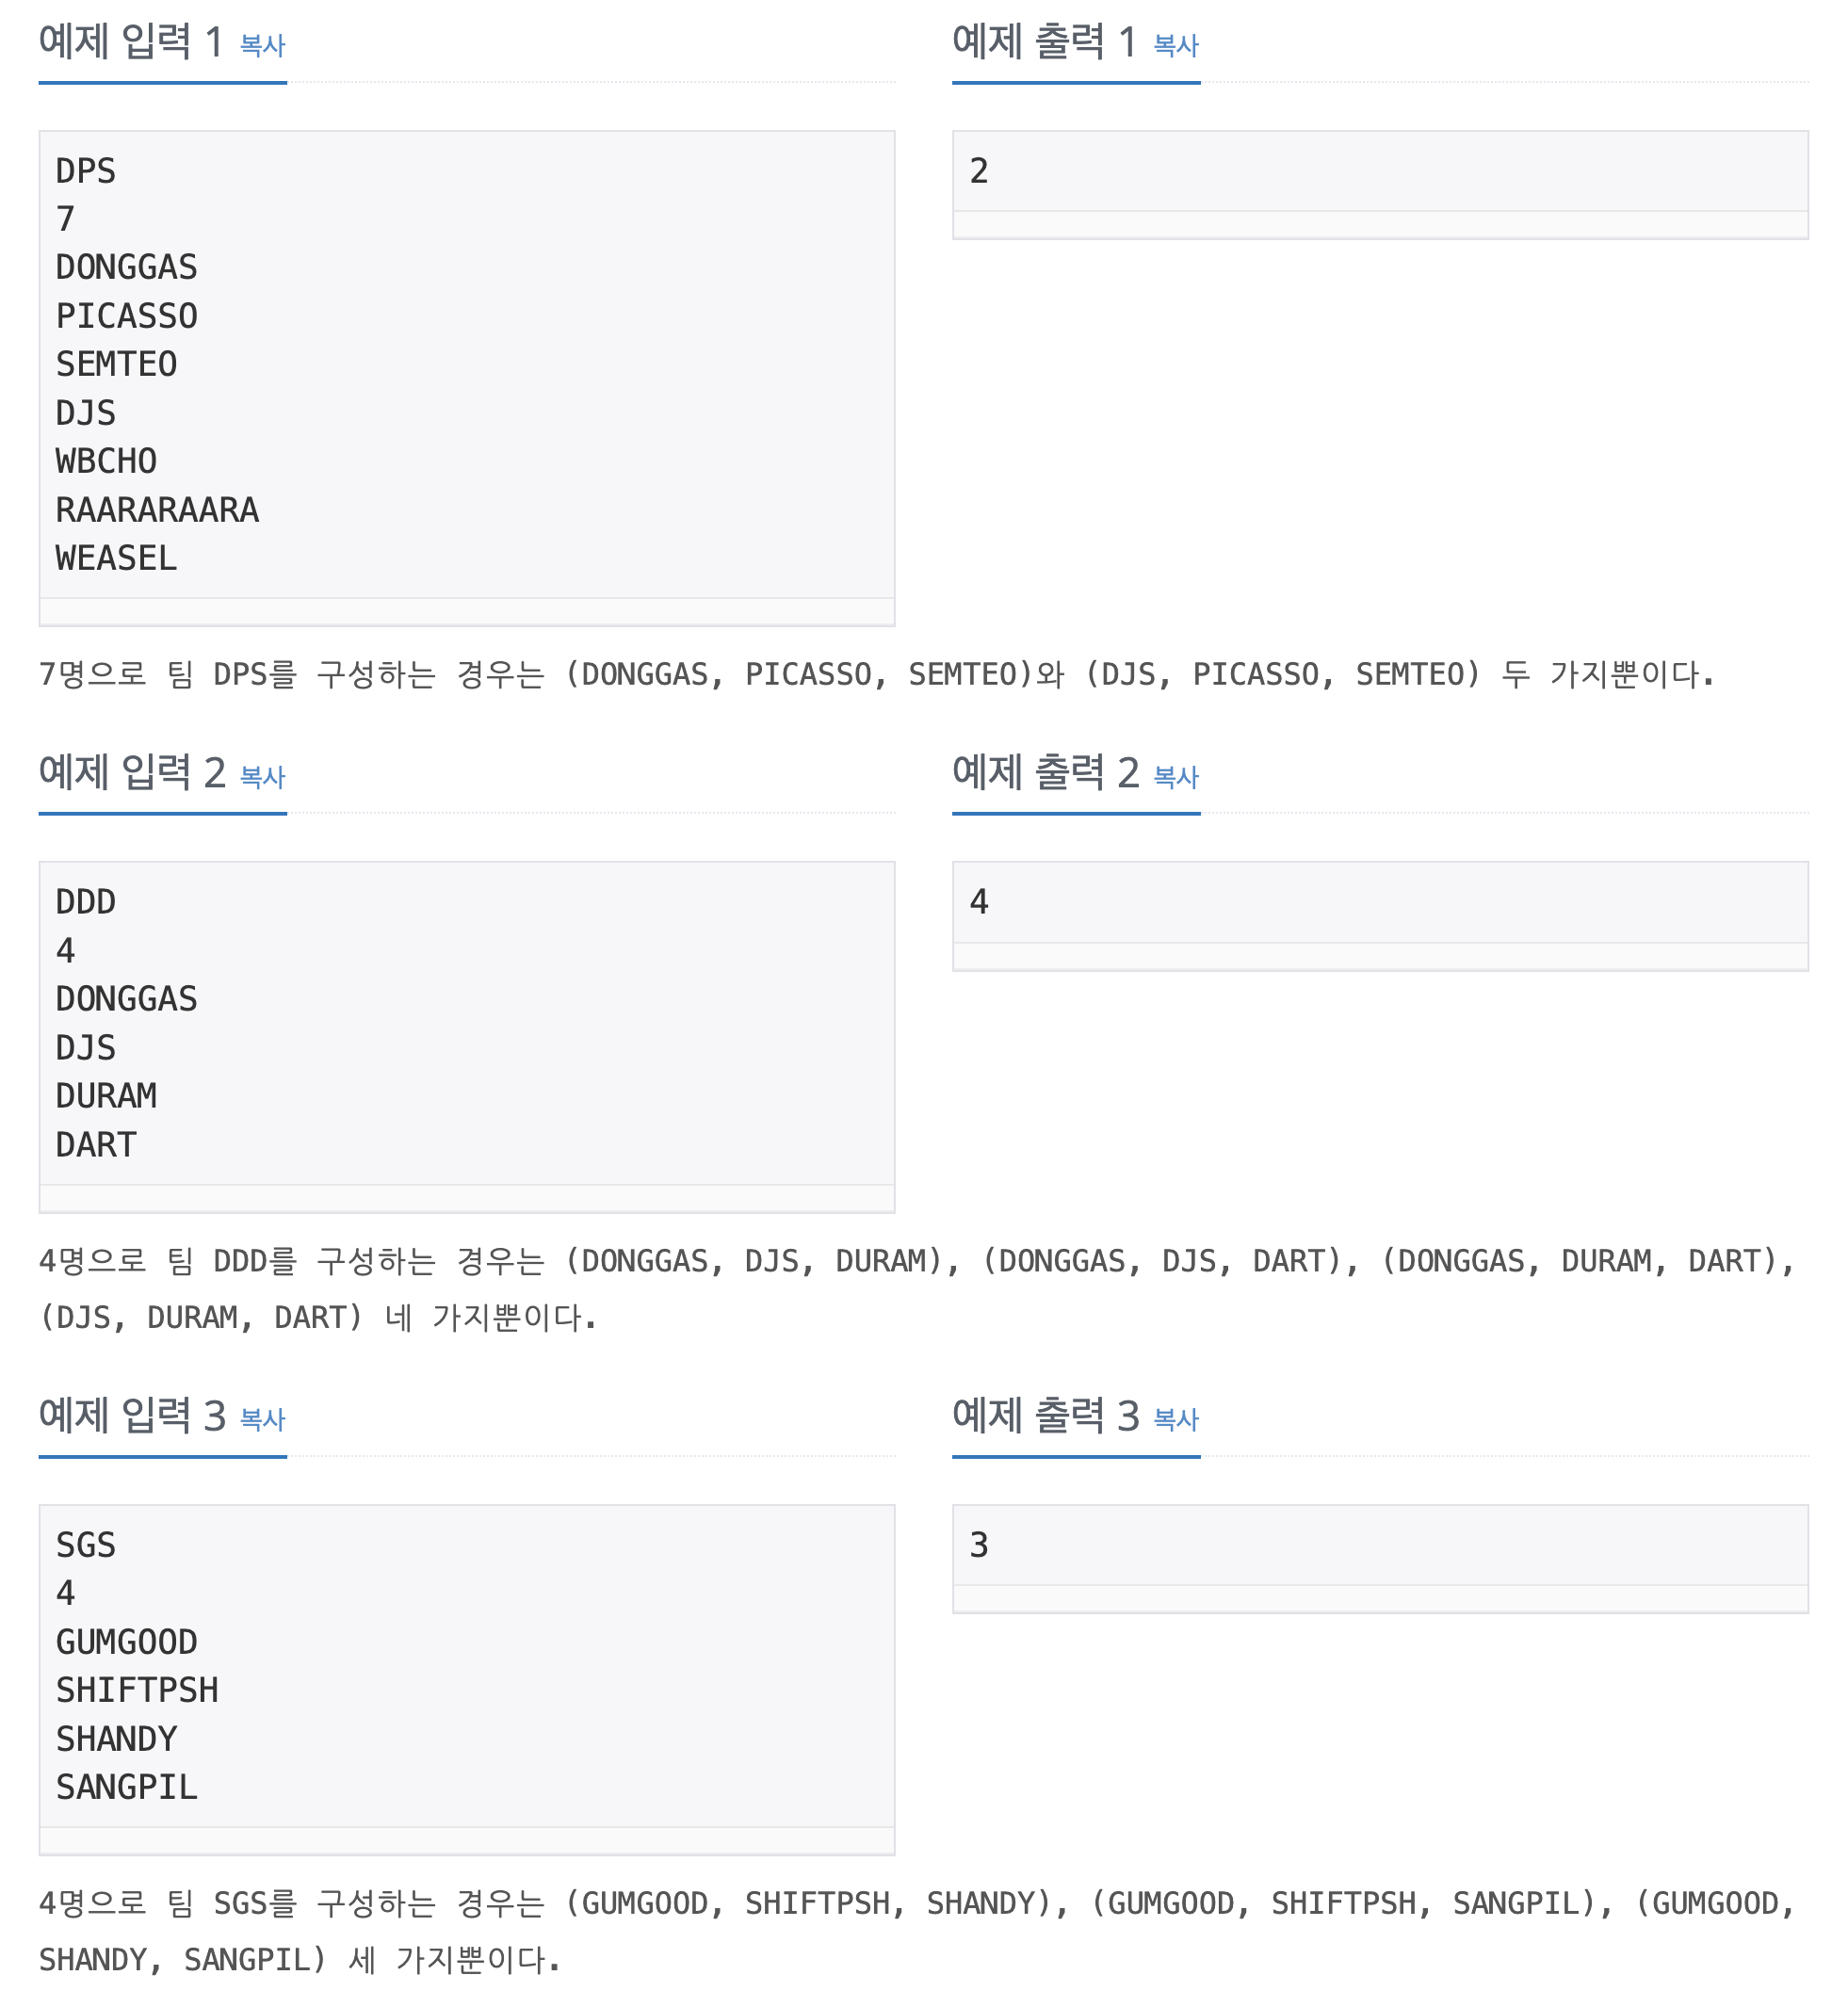 예제 입력 1 복사
예제 출력 1 복사
DPS
7
DONGGAS
PICASSO
SEMTEO
DJS
WBCHO
RAARARAARA
WEASEL
2
7명으로 팀 DPS를 구성하는 경우는 (DONGGAS, PICASSO, SEMTEO)와 (DJS, PICASSO, SEMTEO) 두 가지뿐이다.
예제 입력 2 복사
예제 출력 2 복사
DDD
4
DONGGAS
DJS
DURAM
DART
4
4명으로 팀 DDD를 구성하는 경우는 (DONGGAS, DJS, DURAM), (DONGGAS, DJS, DART), (DONGGAS, DURAM, DART),
(DJS, DURAM, DART) 네 가지뿐이다.
예제 입력 3 복사
예제 출력 3 복사
SGS
4
GUMGOOD
SHIFTPSH
SHANDY
SANGPIL
3
4명으로 팀 SGS를 구성하는 경우는 (GUMGOOD, SHIFTPSH, SHANDY), (GUMGOOD, SHIFTPSH, SANGPIL), (GUMGOOD,
SHANDY, SANGPIL) 세 가지뿐이다.